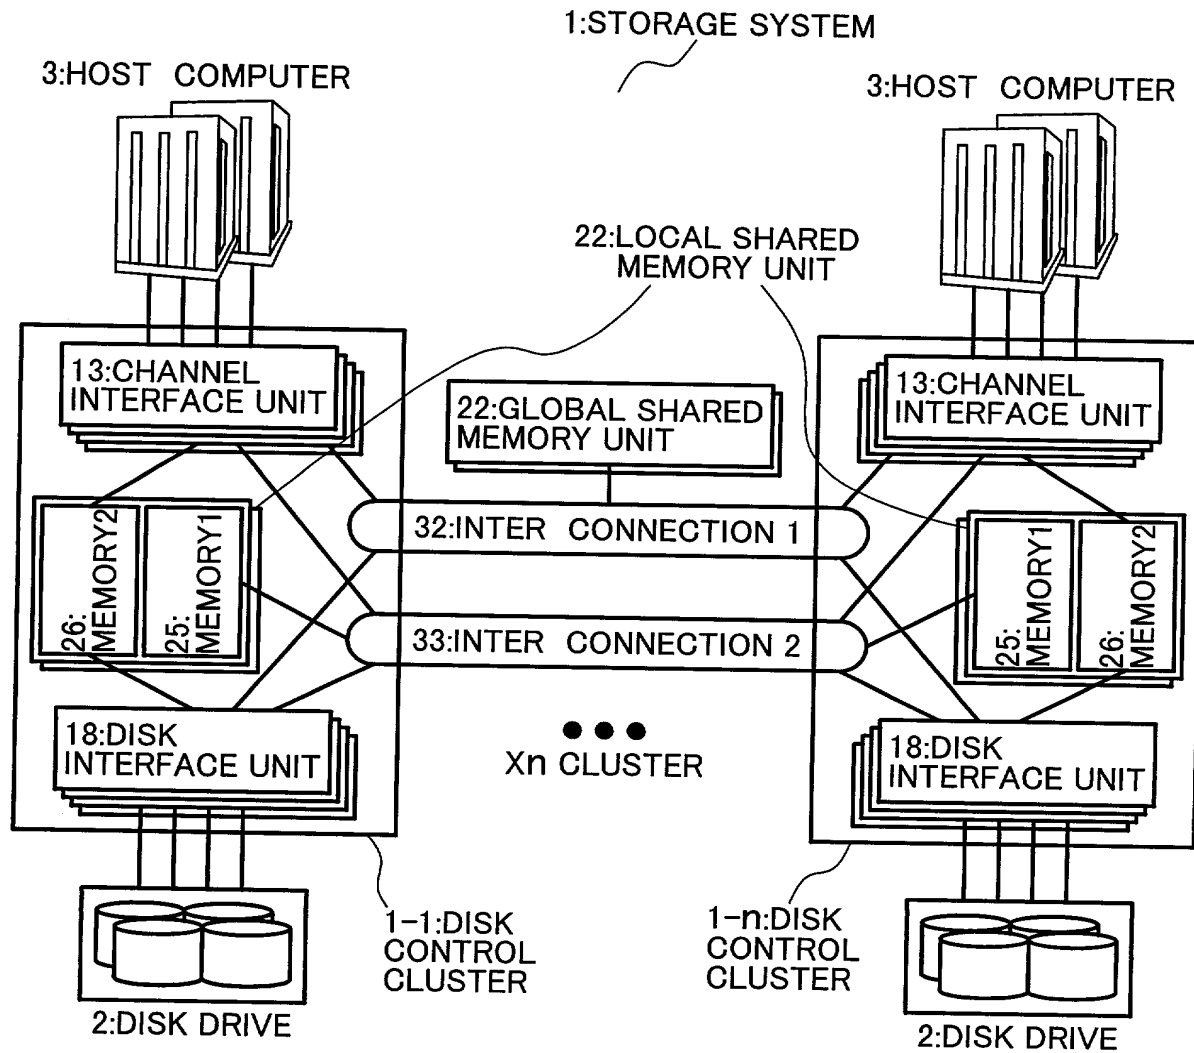 1:STORAGE SYSTEM
3:HOST COMPUTER
3:HOST COMPUTER
22:LOCAL SHARED
MEMORY UNIT
13:CHANNEL
INTERFACE UNIT
22:GLOBAL SHARED
MEMORY UNIT
13:CHANNEL
INTERFACE UNIT
26:
MEMORY2
25:
MEMORY1
32:INTER CONNECTION 1
33:INTER CONNECTION 2
25:
MEMORY1
26:
MEMORY2
18:DISK
INTERFACE UNIT
Xn CLUSTER
18:DISK
INTERFACE UNIT
1-1:DISK
CONTROL
CLUSTER
1-n:DISK
CONTROL
CLUSTER
2:DISK DRIVE
2:DISK DRIVE